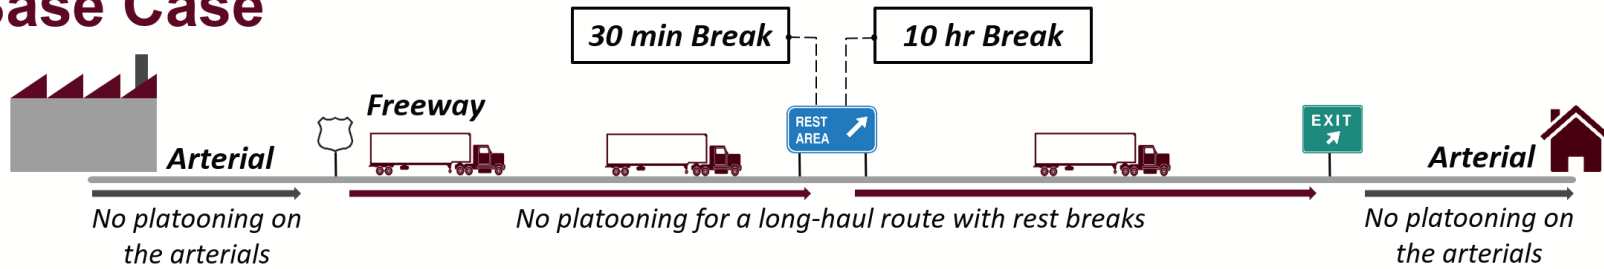 Base Case
30 min Break
10 hr Break
Freeway
REST
AREA
EXIT
Arterial
Arterial
No platooning on
the arterials
No platooning for a long-haul route with rest breaks
No platooning on
the arterials